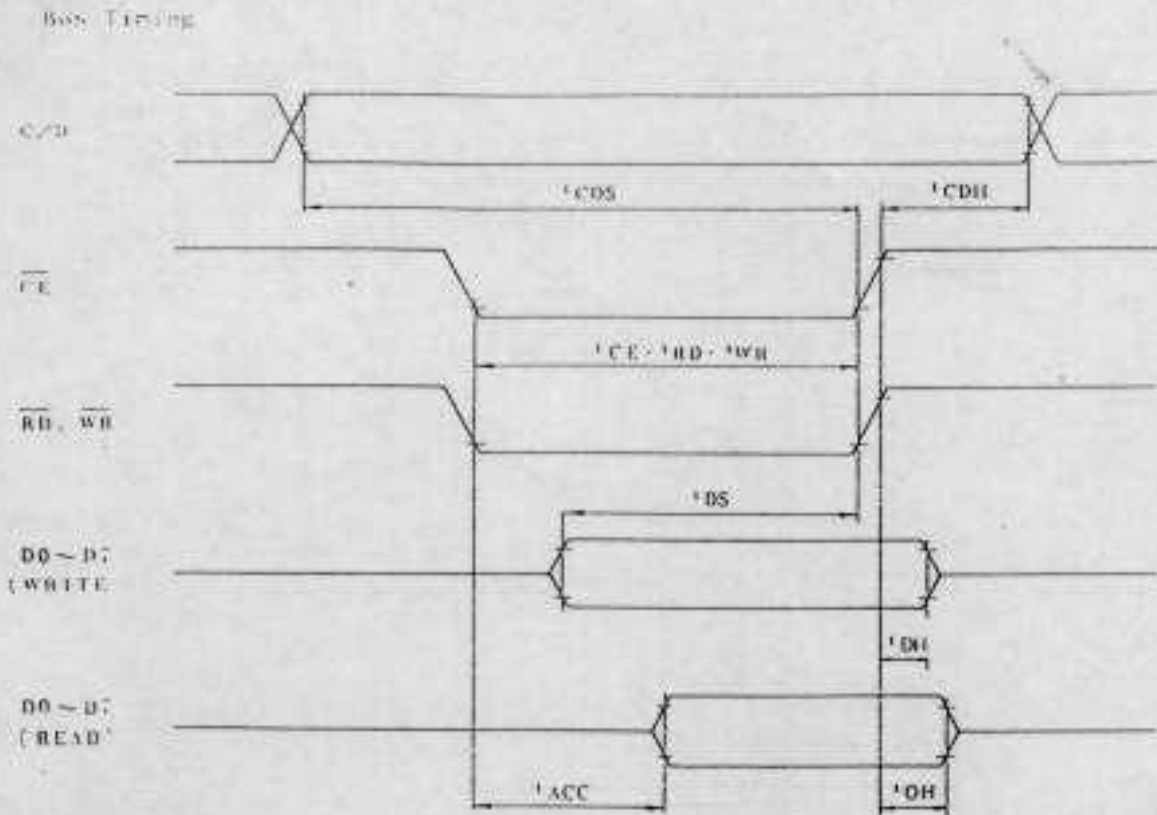 Bus Timing
C/D
tCDS
tCDH
CE
tCE, tRD, tWR
RD, WR
tDS
D0 ~ D7
(WRITE
tDH
D0 ~ D7
(READ)
tACC
tOH